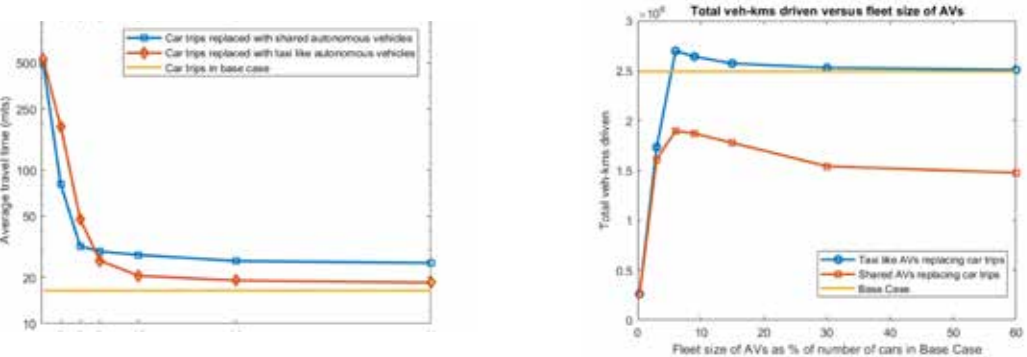 Car trips replaced with shared autonomous vehicles
Car trips replaced with taxi like autonomous vehicles
Car trips in base case
500
250
100
50
20
10
Average travel time (mits)
Total veh-kms driven versus fleet size of AVs
3
2.5
2
1.5
1
0.5
0
Total veh-kms driven
Taxi like AVs replacing car trips
Shared AVs replacing car trips
Base Case
0 10 20 30 40 50 60
Fleet size of AVs as % of number of cars in Base Case